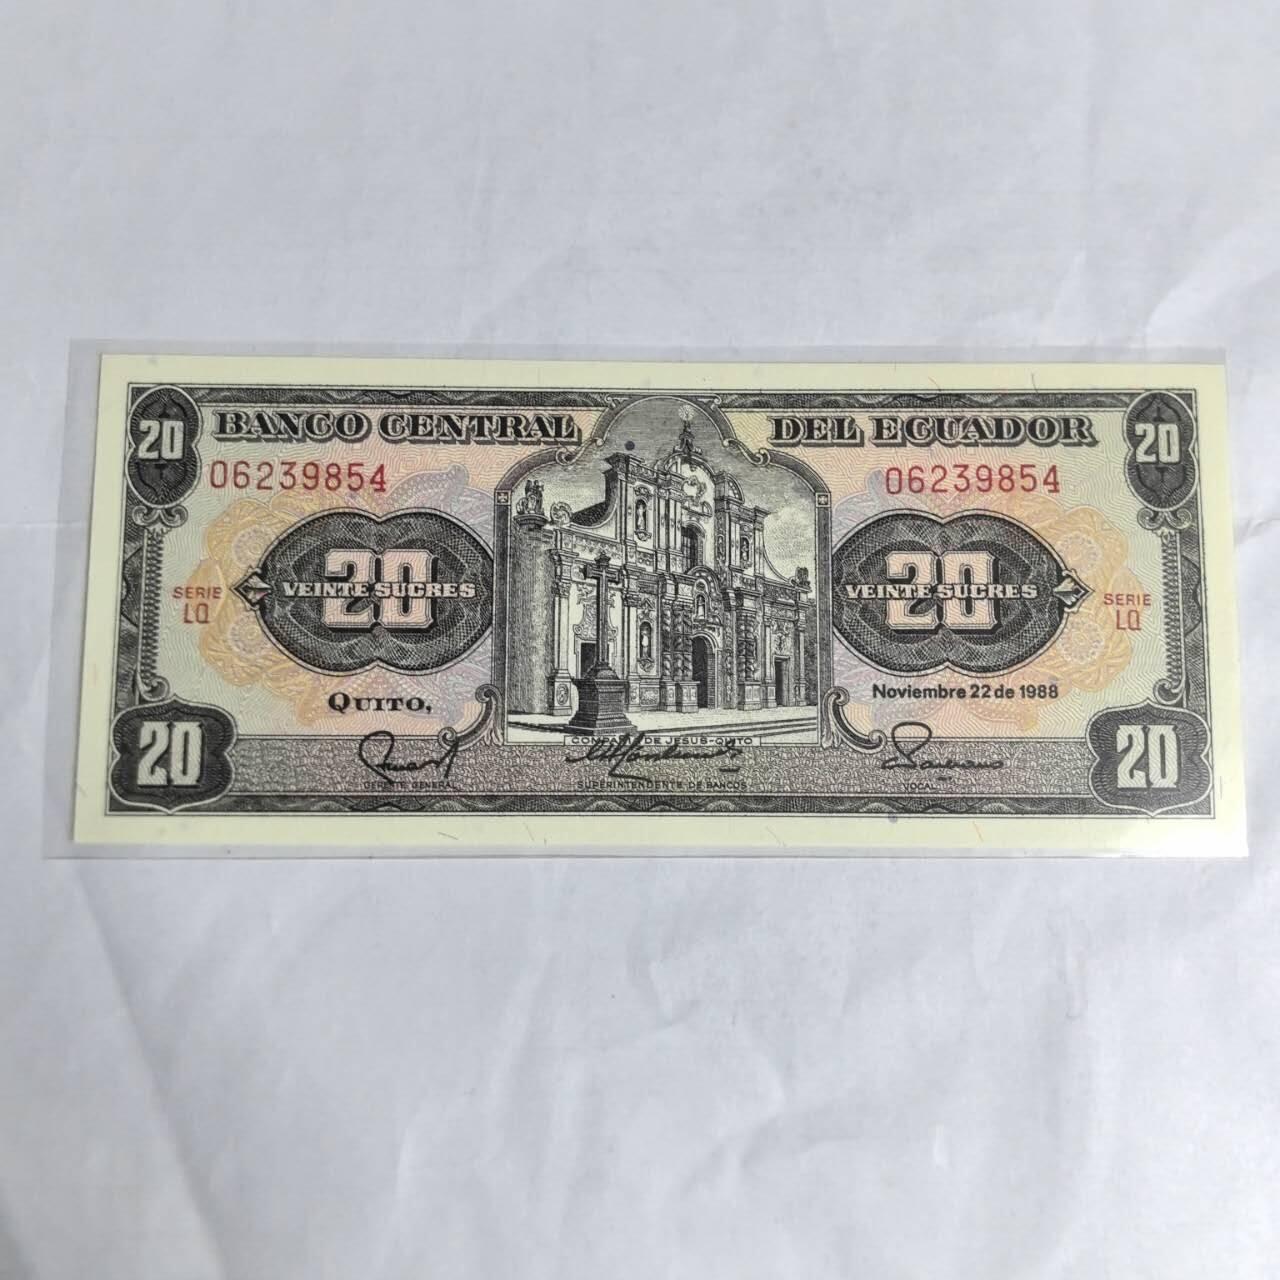 20 BANCO CENTRAL DEL ECUADOR 20
06239854 06239854
20 20
VEINTE SUCRES VEINTE SUCRES
SERIE SERIE
LQ LQ
QUITO, Noviembre 22 de 1988
COMPAÑIA DE JESUS-QUITO
20 20
GERENTE GENERAL SUPERINTENDENTE DE BANCOS VOCAL